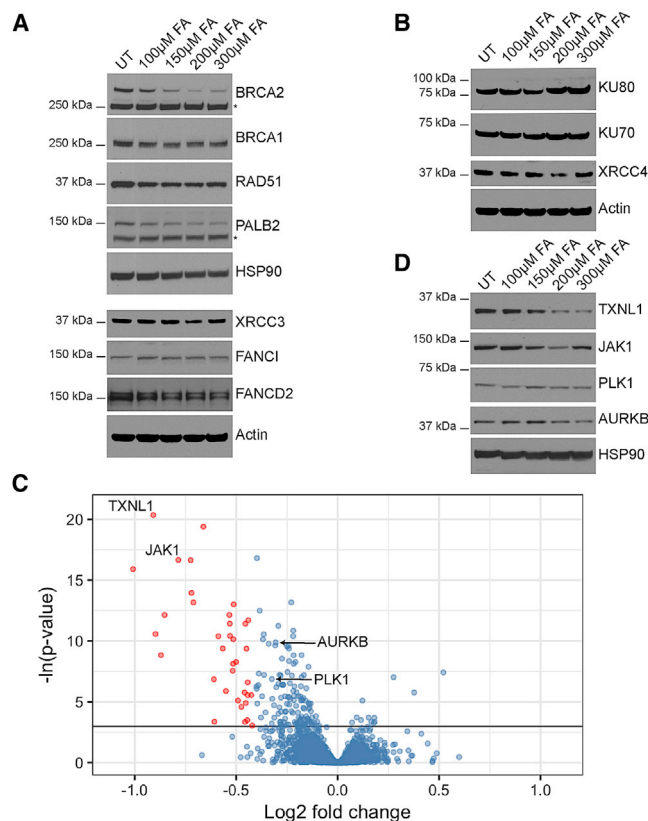 A
UT
100µM FA
150µM FA
200µM FA
300µM FA
BRCA2
250 kDa
*
BRCA1
250 kDa
RAD51
37 kDa
150 kDa
PALB2
*
HSP90
XRCC3
37 kDa
FANCI
150 kDa
FANCD2
150 kDa
Actin
B
UT
100µM FA
150µM FA
200µM FA
300µM FA
100 kDa
75 kDa
KU80
75 kDa
KU70
37 kDa
XRCC4
Actin
D
UT
100µM FA
150µM FA
200µM FA
300µM FA
37 kDa
TXNL1
150 kDa
JAK1
75 kDa
PLK1
AURKB
37 kDa
HSP90
C
TXNL1
JAK1
AURKB
PLK1
20
15
10
5
0
-ln(p-value)
-1.0
-0.5
0.0
0.5
1.0
Log2 fold change